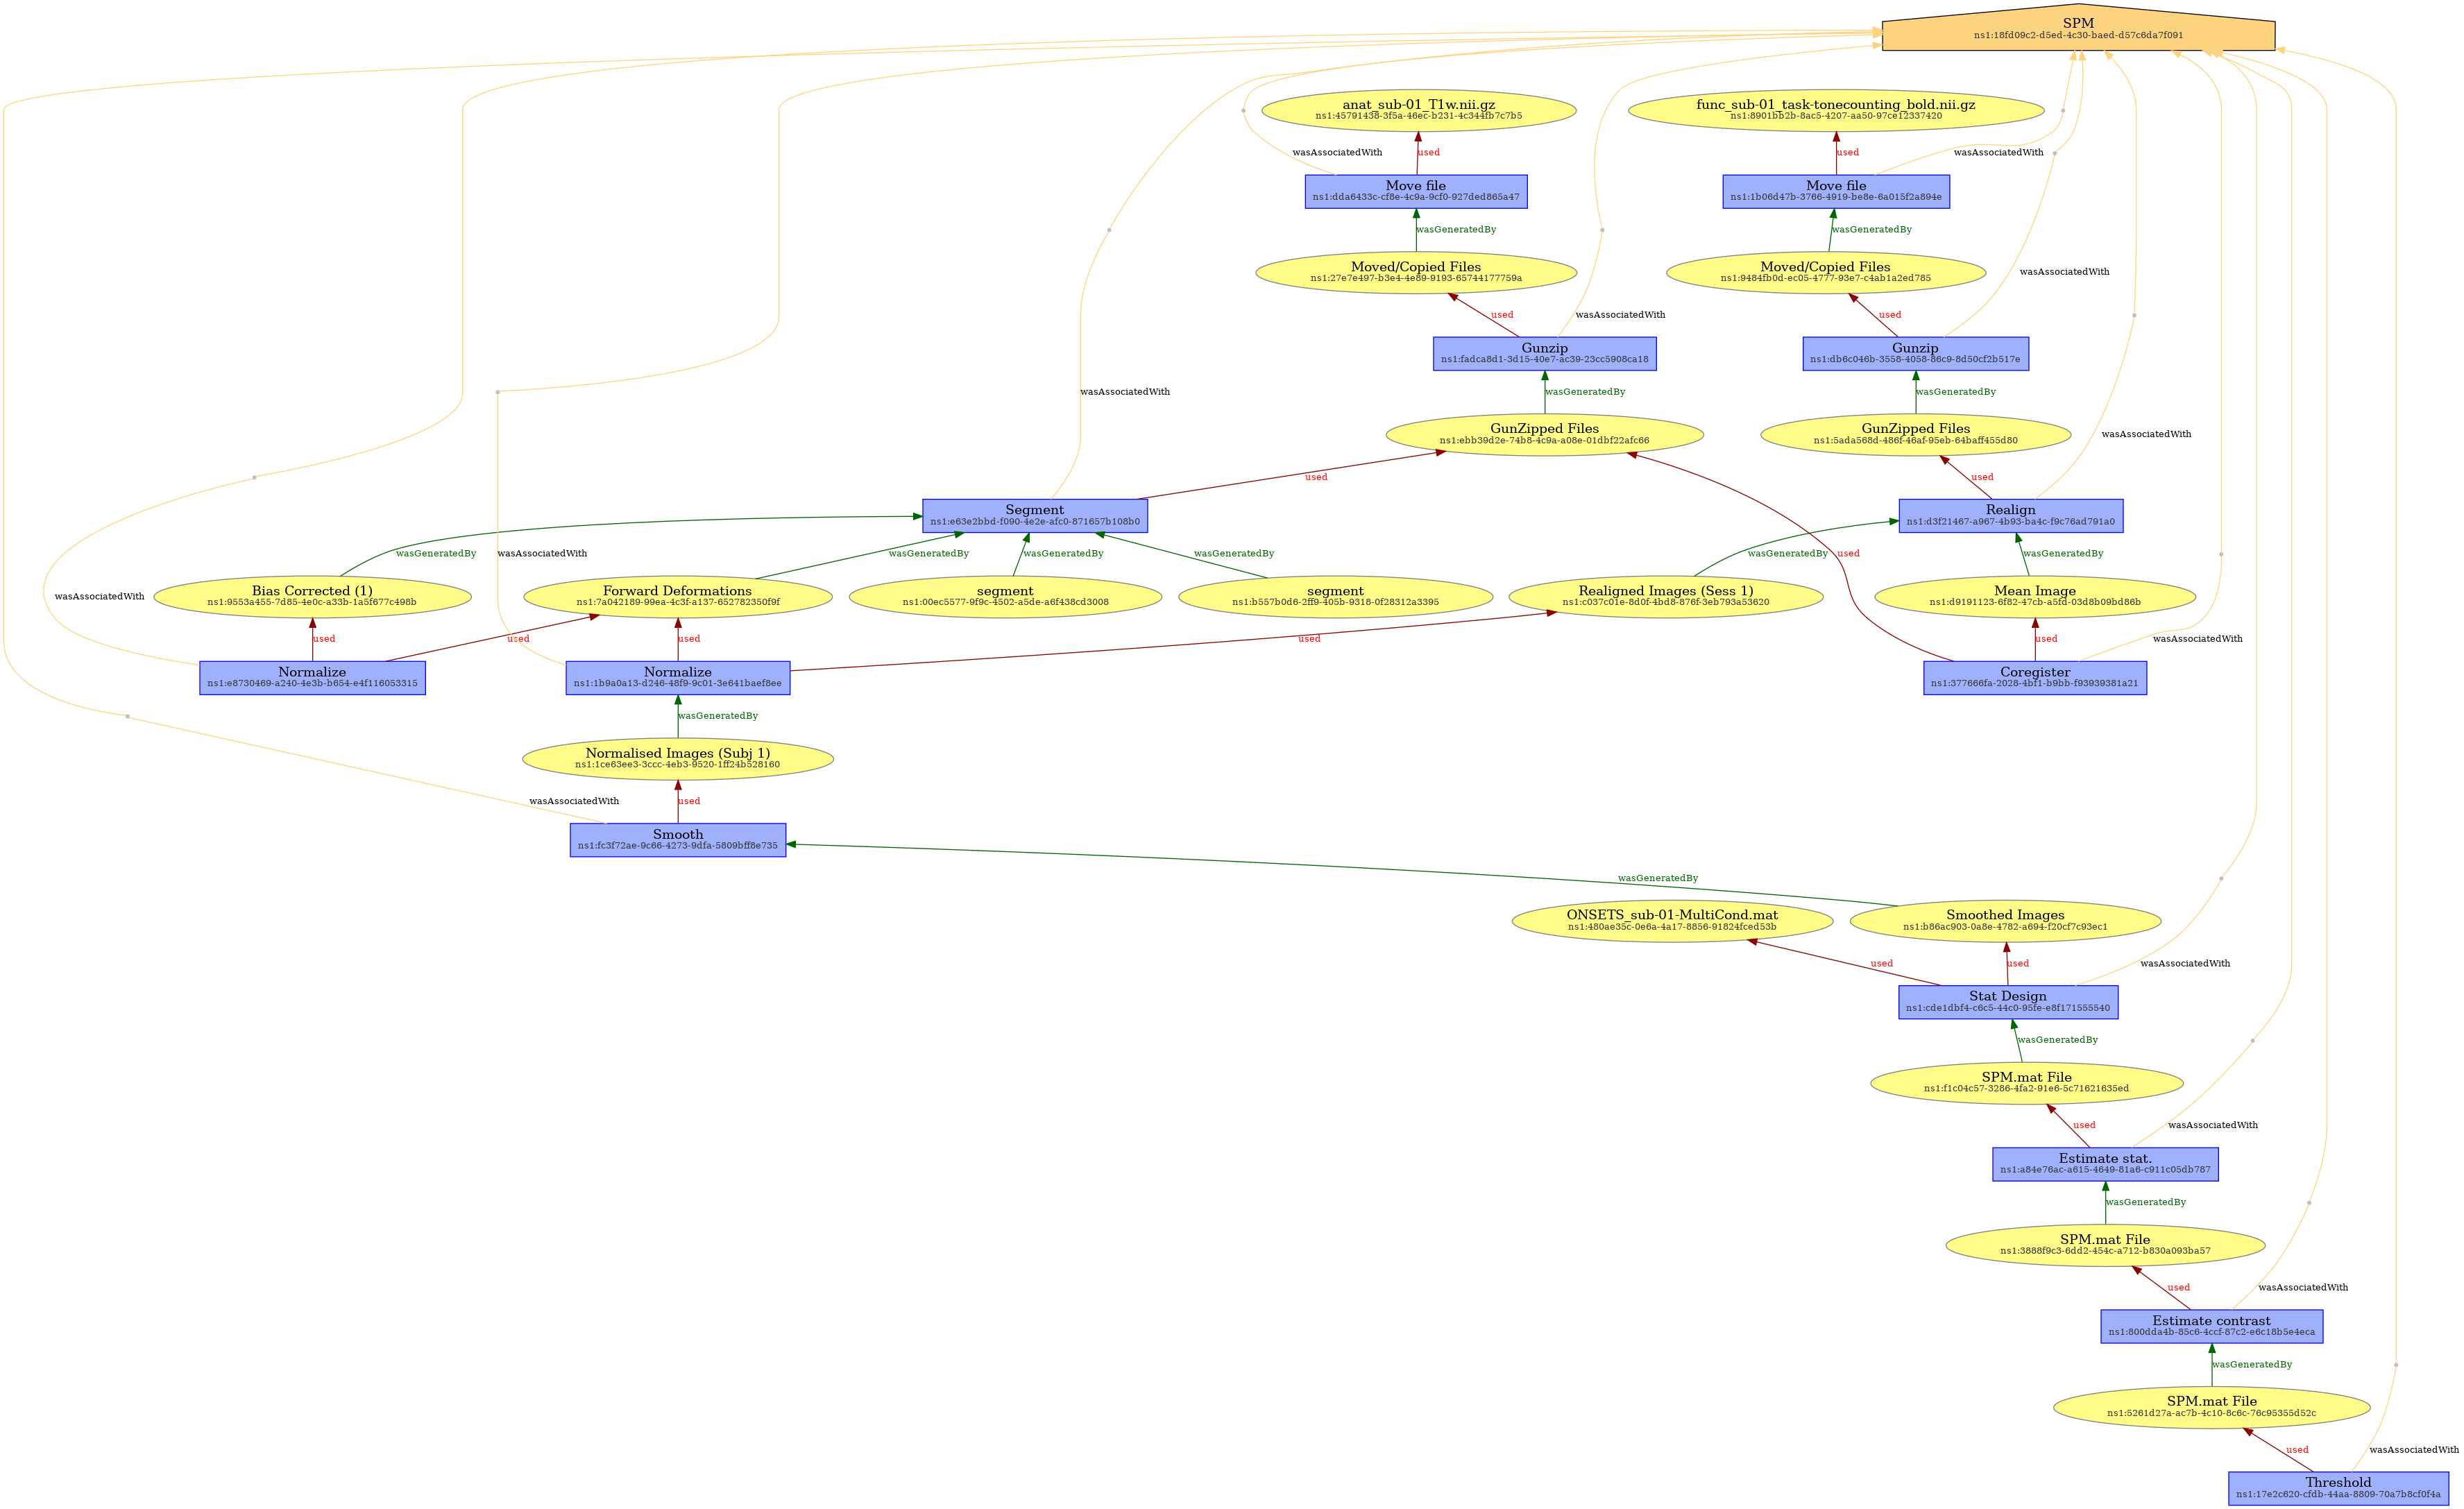 SPM
ns1:18fd09c2-d5ed-4c30-baed-d57c6da7f091
anat_sub-01_T1w.nii.gz
ns1:45791438-3f5a-46ec-b231-4c344fb7c7b5
func_sub-01_task-tonecounting_bold.nii.gz
ns1:8901bb2b-8ac5-4207-aa50-97ce12337420
wasAssociatedWith
used
used
wasAssociatedWith
Move file
ns1:dda6433c-cf8e-4c9a-9cf0-927ded865a47
Move file
ns1:1b06d47b-3766-4919-be8e-6a015f2a894e
wasGeneratedBy
wasGeneratedBy
Moved/Copied Files
ns1:27e7e497-b3e4-4e89-9193-65744177759a
Moved/Copied Files
ns1:9484fb0d-ec05-4777-93e7-c4ab1a2ed785
wasAssociatedWith
used
wasAssociatedWith
used
Gunzip
ns1:fadca8d1-3d15-40e7-ac39-23cc5908ca18
Gunzip
ns1:db6c046b-3558-4058-86c9-8d50cf2b517e
wasAssociatedWith
wasGeneratedBy
wasGeneratedBy
GunZipped Files
ns1:ebb39d2e-74b8-4c9a-a08e-01dbf22afc66
GunZipped Files
ns1:5ada568d-486f-46af-95eb-64baff455d80
wasAssociatedWith
used
used
Segment
ns1:e63e2bbd-f090-4e2e-afc0-871657b108b0
Realign
ns1:d3f21467-a967-4b93-ba4c-f9c76ad791a0
wasGeneratedBy
wasAssociatedWith
wasGeneratedBy
wasGeneratedBy
wasGeneratedBy
wasGeneratedBy
used
wasGeneratedBy
Bias Corrected (1)
ns1:9553a455-7d85-4e0c-a33b-1a5f677c498b
Forward Deformations
ns1:7a042189-99ea-4c3f-a137-652782350f9f
segment
ns1:00ec5577-9f9c-4502-a5de-a6f438cd3008
segment
ns1:b557b0d6-2ff9-405b-9318-0f28312a3395
Realigned Images (Sess 1)
ns1:c037c01e-8d0f-4bd8-876f-3eb793a53620
Mean Image
ns1:d9191123-6f82-47cb-a5fd-03d8b09bd86b
wasAssociatedWith
used
used
used
used
used
wasAssociatedWith
Normalize
ns1:e8730469-a240-4e3b-b654-e4f116053315
Normalize
ns1:1b9a0a13-d246-48f9-9c01-3e641baef8ee
Coregister
ns1:377666fa-2028-4bf1-b9bb-f93939381a21
wasGeneratedBy
Normalised Images (Subj 1)
ns1:1ce63ee3-3ccc-4eb3-9520-1ff24b528160
wasAssociatedWith
used
Smooth
ns1:fc3f72ae-9c66-4273-9dfa-5809bff8e735
wasGeneratedBy
ONSETS_sub-01-MultiCond.mat
ns1:480ae35c-0e6a-4a17-8856-91824fced53b
Smoothed Images
ns1:b86ac903-0a8e-4782-a694-f20cf7c93ec1
used
used
wasAssociatedWith
Stat Design
ns1:cde1dbf4-c6c5-44c0-95fe-e8f171555540
wasGeneratedBy
SPM.mat File
ns1:f1c04c57-3286-4fa2-91e6-5c71621635ed
used
wasAssociatedWith
Estimate stat.
ns1:a84e76ac-a615-4649-81a6-c911c05db787
wasGeneratedBy
SPM.mat File
ns1:3888f9c3-6dd2-454c-a712-b830a093ba57
used
wasAssociatedWith
Estimate contrast
ns1:800dda4b-85c6-4ccf-87c2-e6c18b5e4eca
wasGeneratedBy
SPM.mat File
ns1:5261d27a-ac7b-4c10-8c6c-76c95355d52c
used
wasAssociatedWith
Threshold
ns1:17e2c620-cfdb-44aa-8809-70a7b8cf0f4a